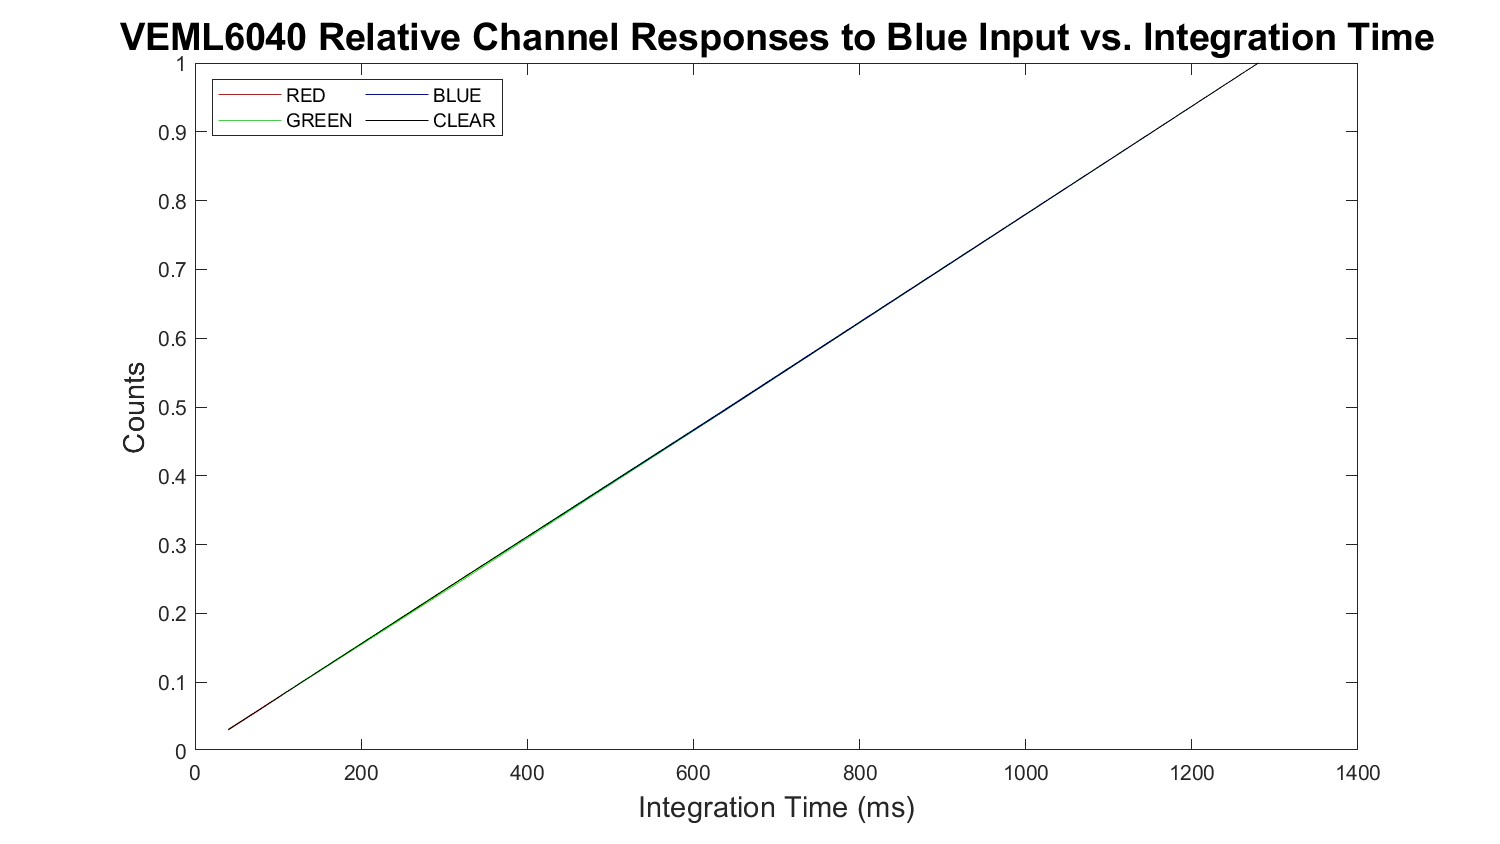 VEML6040 Relative Channel Responses to Blue Input vs. Integration Time
RED
BLUE
GREEN
CLEAR
1
0.9
0.8
0.7
0.6
0.5
0.4
0.3
0.2
0.1
0
Counts
0 200 400 600 800 1000 1200 1400
Integration Time (ms)